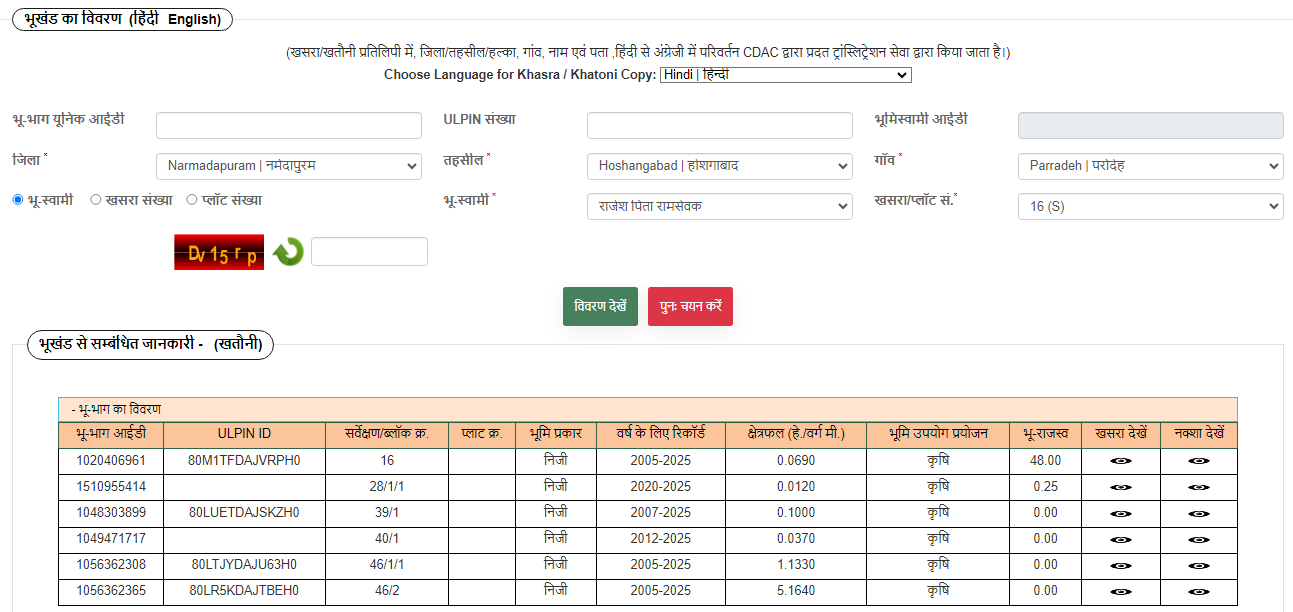 भूखंड का विवरण (हिंदी English)
(खसरा/खतौनी प्रतिलिपी में, जिला/तहसील/हल्का, गांव, नाम एवं पता ,हिंदी से अंग्रेजी में परिवर्तन CDAC द्वारा प्रदत ट्रांस्लिट्रेशन सेवा द्वारा किया जाता है।)
Choose Language for Khasra / Khatoni Copy: Hindi | हिन्दी
भू-भाग यूनिक आईडी ULPIN संख्या भूमिस्वामी आईडी
जिला * Narmadapuram | नर्मदापुरम तहसील * Hoshangabad | होशंगाबाद गाँव * Parradeh | परदिह
भू-स्वामी खसरा संख्या प्लॉट संख्या भू-स्वामी * राजेश पिता रामसेवक खसरा/प्लॉट सं.* 16 (S)
Dv15rp
विवरण देखें पुनः चयन करें
भूखंड से सम्बंधित जानकारी - (खतौनी)
- भू-भाग का विवरण
भू-भाग आईडी ULPIN ID सर्वेक्षण/ब्लॉक क्र. प्लाट क्र. भूमि प्रकार वर्ष के लिए रिकॉर्ड क्षेत्रफल (हे./वर्ग मी.) भूमि उपयोग प्रयोजन भू-राजस्व खसरा देखें नक्शा देखें
1020406961 80M1TFDAJVRPH0 16 निजी 2005-2025 0.0690 कृषि 48.00
1510955414 28/1/1 निजी 2020-2025 0.0120 कृषि 0.25
1048303899 80LUETDAJSKZH0 39/1 निजी 2007-2025 0.1000 कृषि 0.00
1049471717 40/1 निजी 2012-2025 0.0370 कृषि 0.00
1056362308 80LTJYDAJU63H0 46/1/1 निजी 2005-2025 1.1330 कृषि 0.00
1056362365 80LR5KDAJTBEH0 46/2 निजी 2005-2025 5.1640 कृषि 0.00